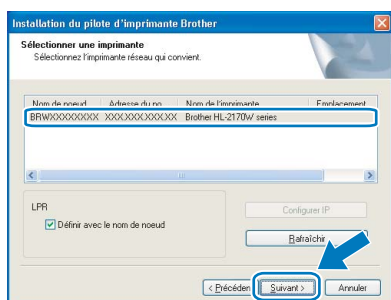 Installation du pilote d'imprimante Brother
Sélectionner une imprimante
Sélectionnez l'imprimante réseau qui convient.
Nom de noeud Adresse du no Nom de l'imprimante Emplacement
BRWXXXXXXXX XXX.XXX.XXX.XX Brother HL-2170W series
LPR
Définir avec le nom de noeud
Configurer IP
Rafraîchir
< Précéden Suivant > Annuler